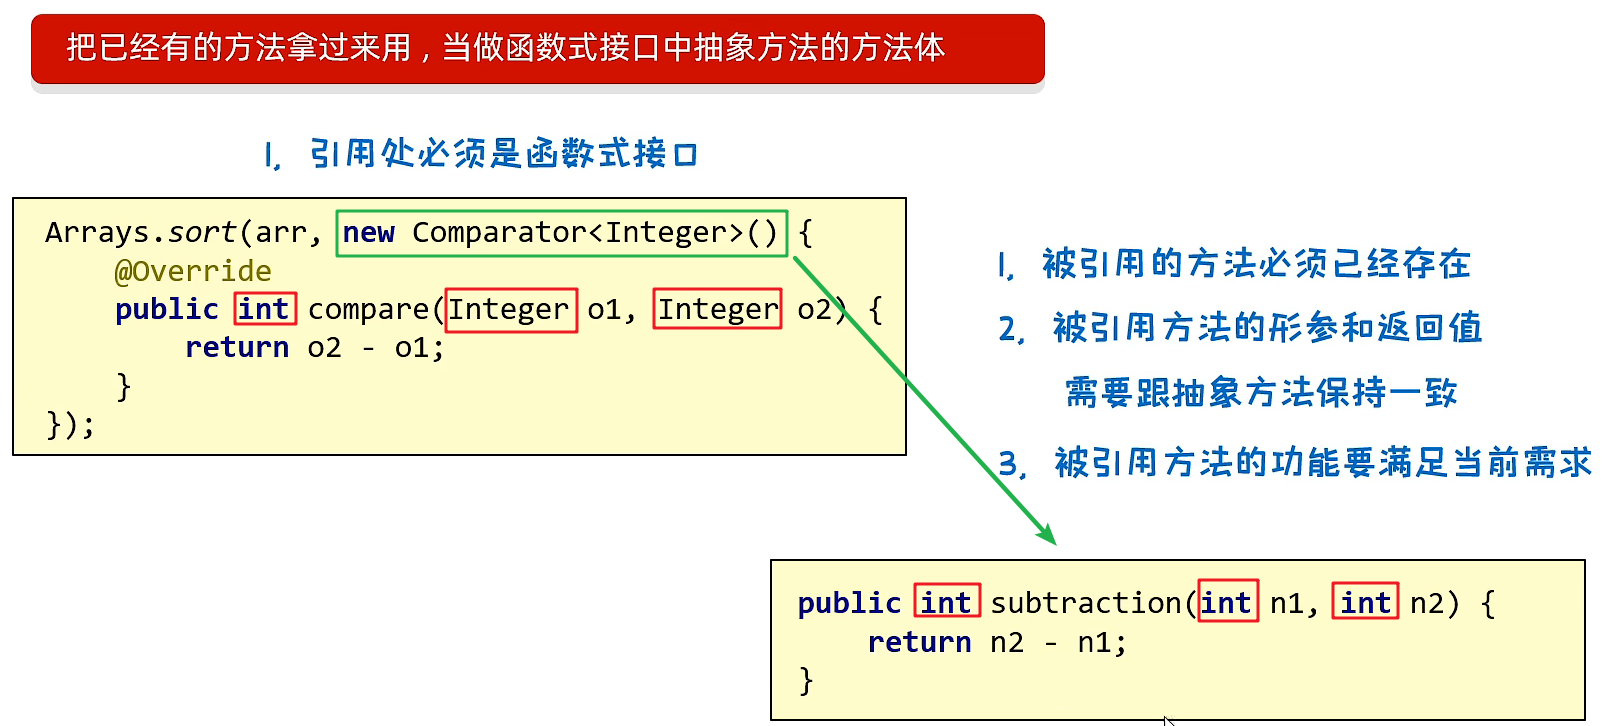 把已经有的方法拿过来用，当做函数式接口中抽象方法的方法体
1，引用处必须是函数式接口
Arrays.sort(arr, new Comparator<Integer>() {
@Override
public int compare(Integer o1, Integer o2) {
return o2 - o1;
}
});
1，被引用的方法必须已经存在
2，被引用方法的形参和返回值
需要跟抽象方法保持一致
3，被引用方法的功能要满足当前需求
public int subtraction(int n1, int n2) {
return n2 - n1;
}